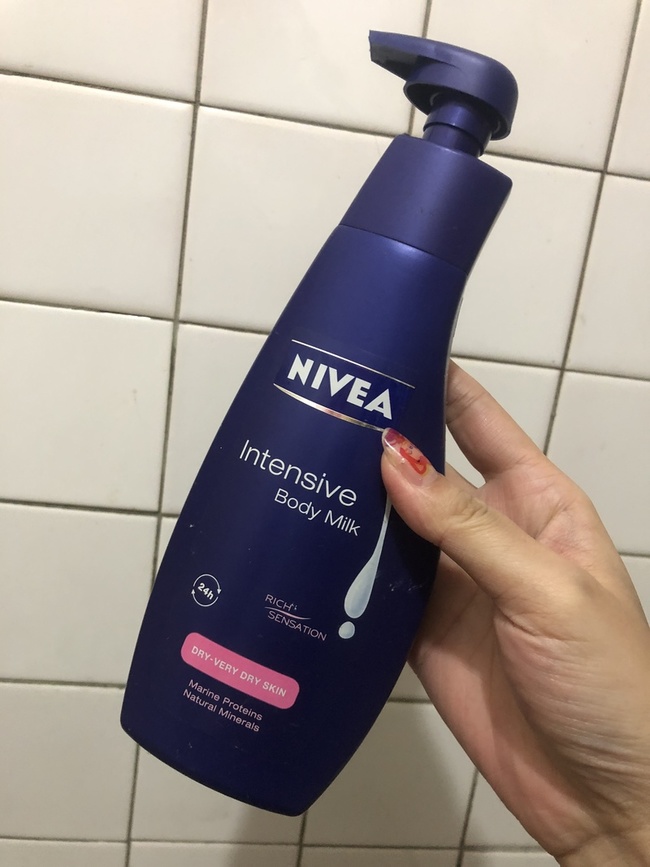 NIVEA
Intensive
Body Milk
24h
RICH
SENSATION
DRY-VERY DRY SKIN
Marine Proteins
Natural Minerals